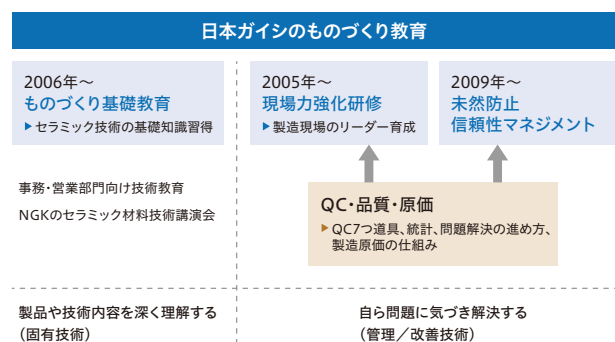 日本ガイシのものづくり教育
2006年～
ものづくり基礎教育
▶セラミック技術の基礎知識習得
2005年～
現場力強化研修
▶製造現場のリーダー育成
2009年～
未然防止
信頼性マネジメント
事務・営業部門向け技術教育
NGKのセラミック材料技術講演会
QC・品質・原価
▶QC7つ道具、統計、問題解決の進め方、
製造原価の仕組み
製品や技術内容を深く理解する
（固有技術）
自ら問題に気づき解決する
（管理／改善技術）